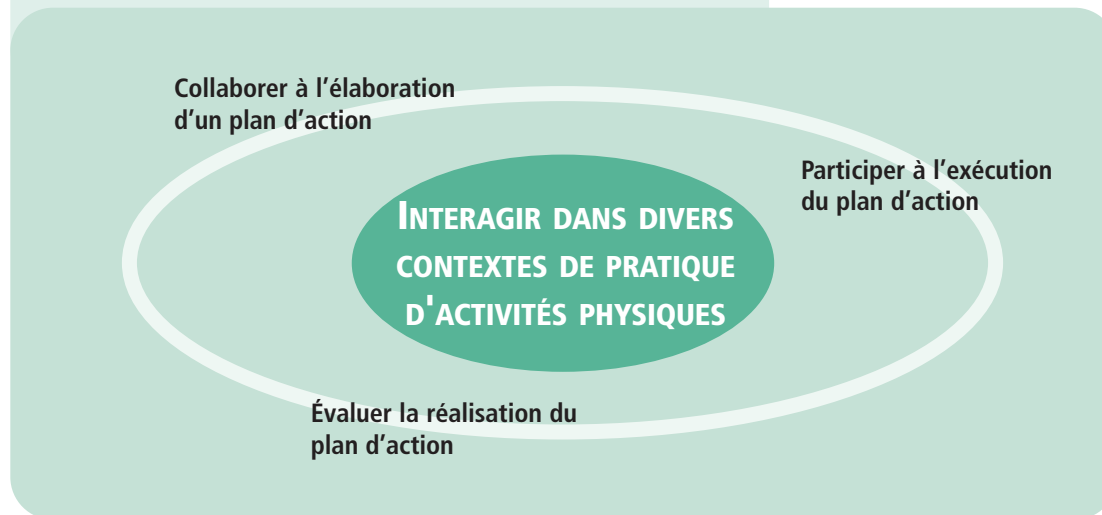 Collaborer à l’élaboration
d’un plan d’action
Participer à l’exécution
du plan d’action
INTERAGIR DANS DIVERS
CONTEXTES DE PRATIQUE
D'ACTIVITÉS PHYSIQUES
Évaluer la réalisation du
plan d’action